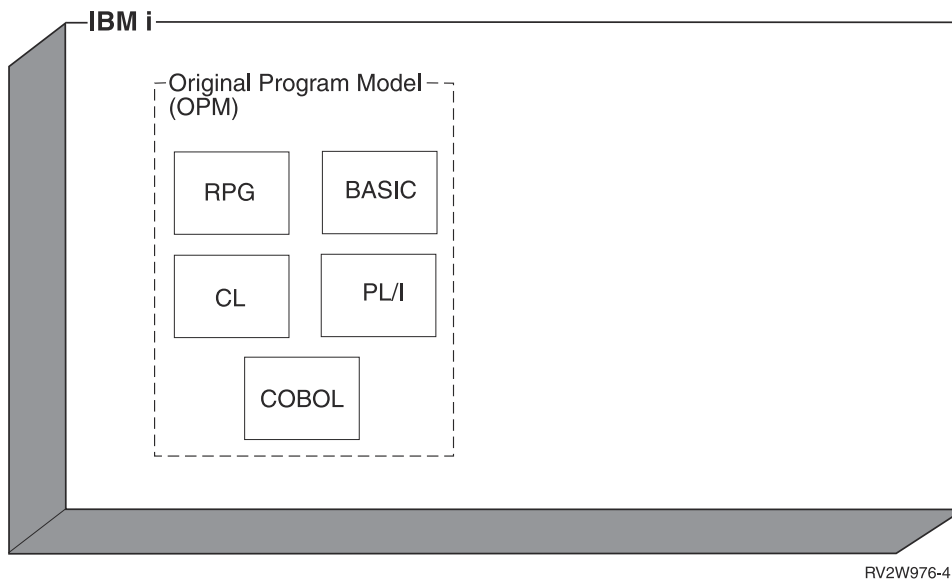 IBM i
Original Program Model
(OPM)
RPG
BASIC
CL
PL/I
COBOL
RV2W976-4